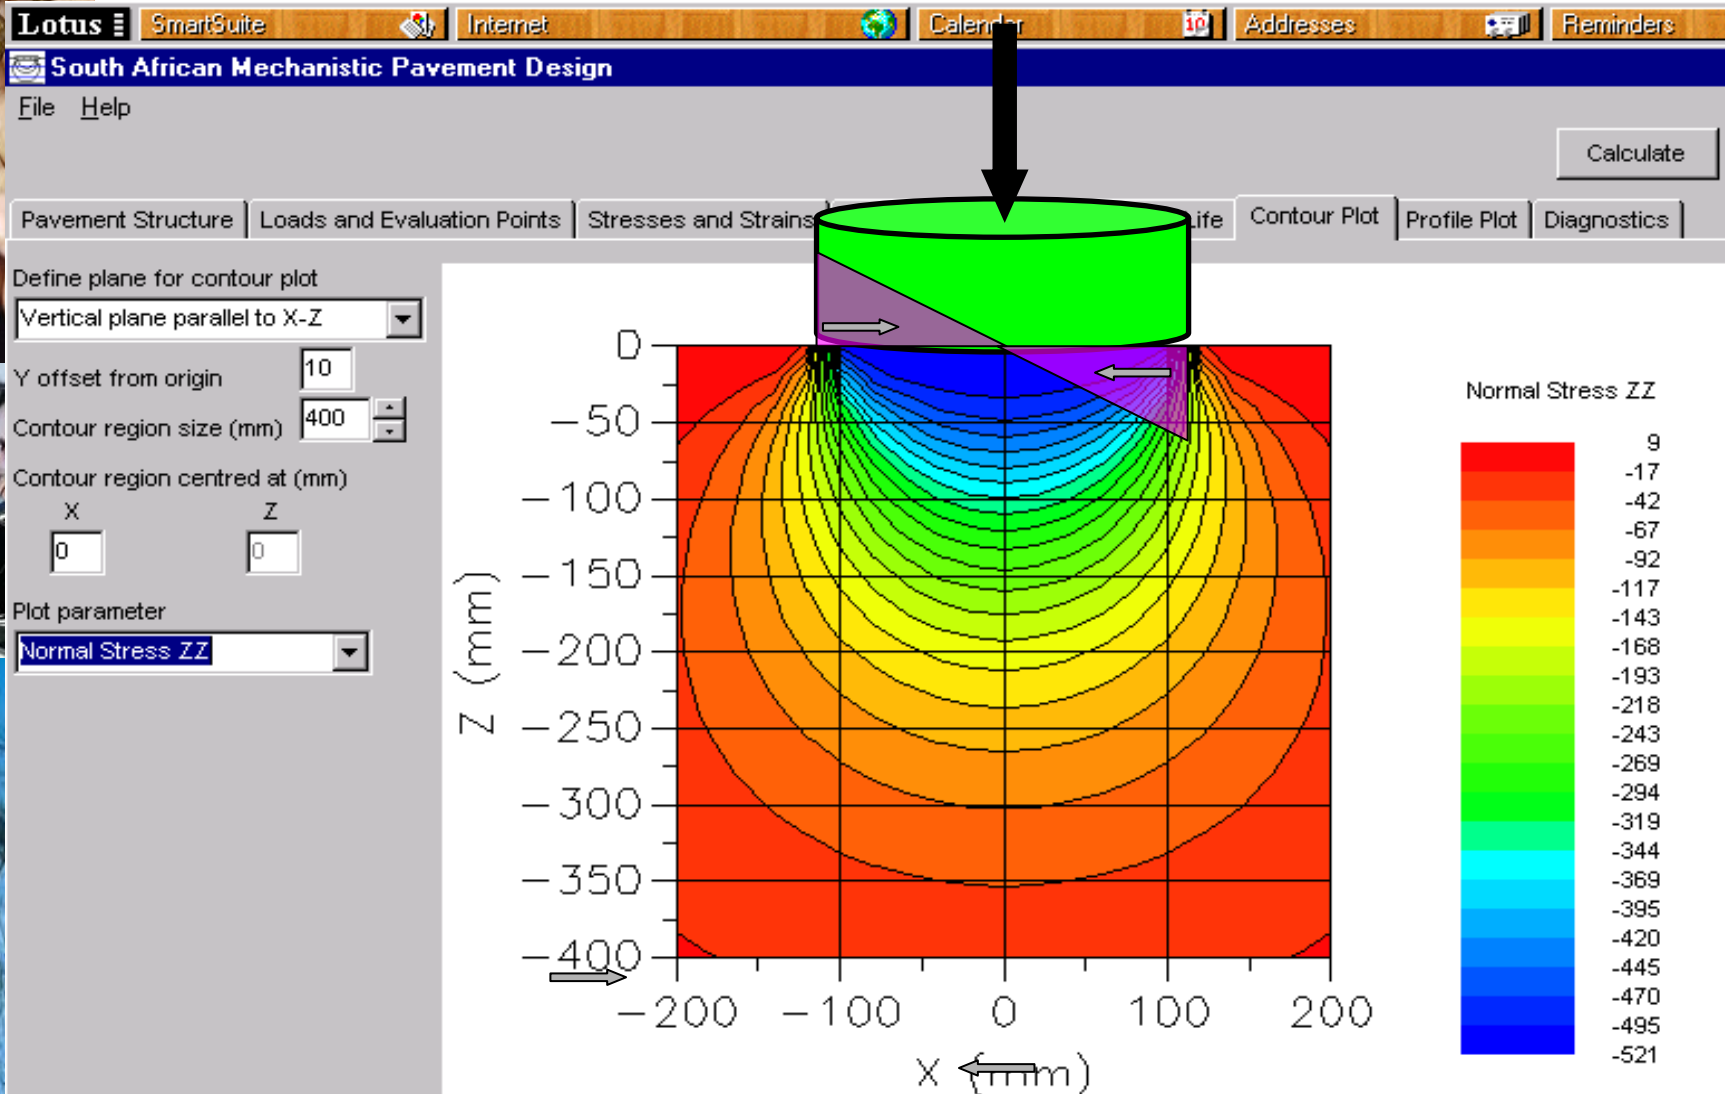 Lotus SmartSuite Internet Calendar 10 Addresses Reminders
South African Mechanistic Pavement Design
File Help
Calculate
Pavement Structure Loads and Evaluation Points Stresses and Strains Life Contour Plot Profile Plot Diagnostics
Define plane for contour plot
Vertical plane parallel to X-Z
Y offset from origin 10
Contour region size (mm) 400
Contour region centred at (mm)
X Z
0 0
Plot parameter
Normal Stress ZZ
Z (mm)
0
-50
-100
-150
-200
-250
-300
-350
-400
-200 -100 0 100 200
X (mm)
Normal Stress ZZ
9
-17
-42
-67
-92
-117
-143
-168
-193
-218
-243
-269
-294
-319
-344
-369
-395
-420
-445
-470
-495
-521